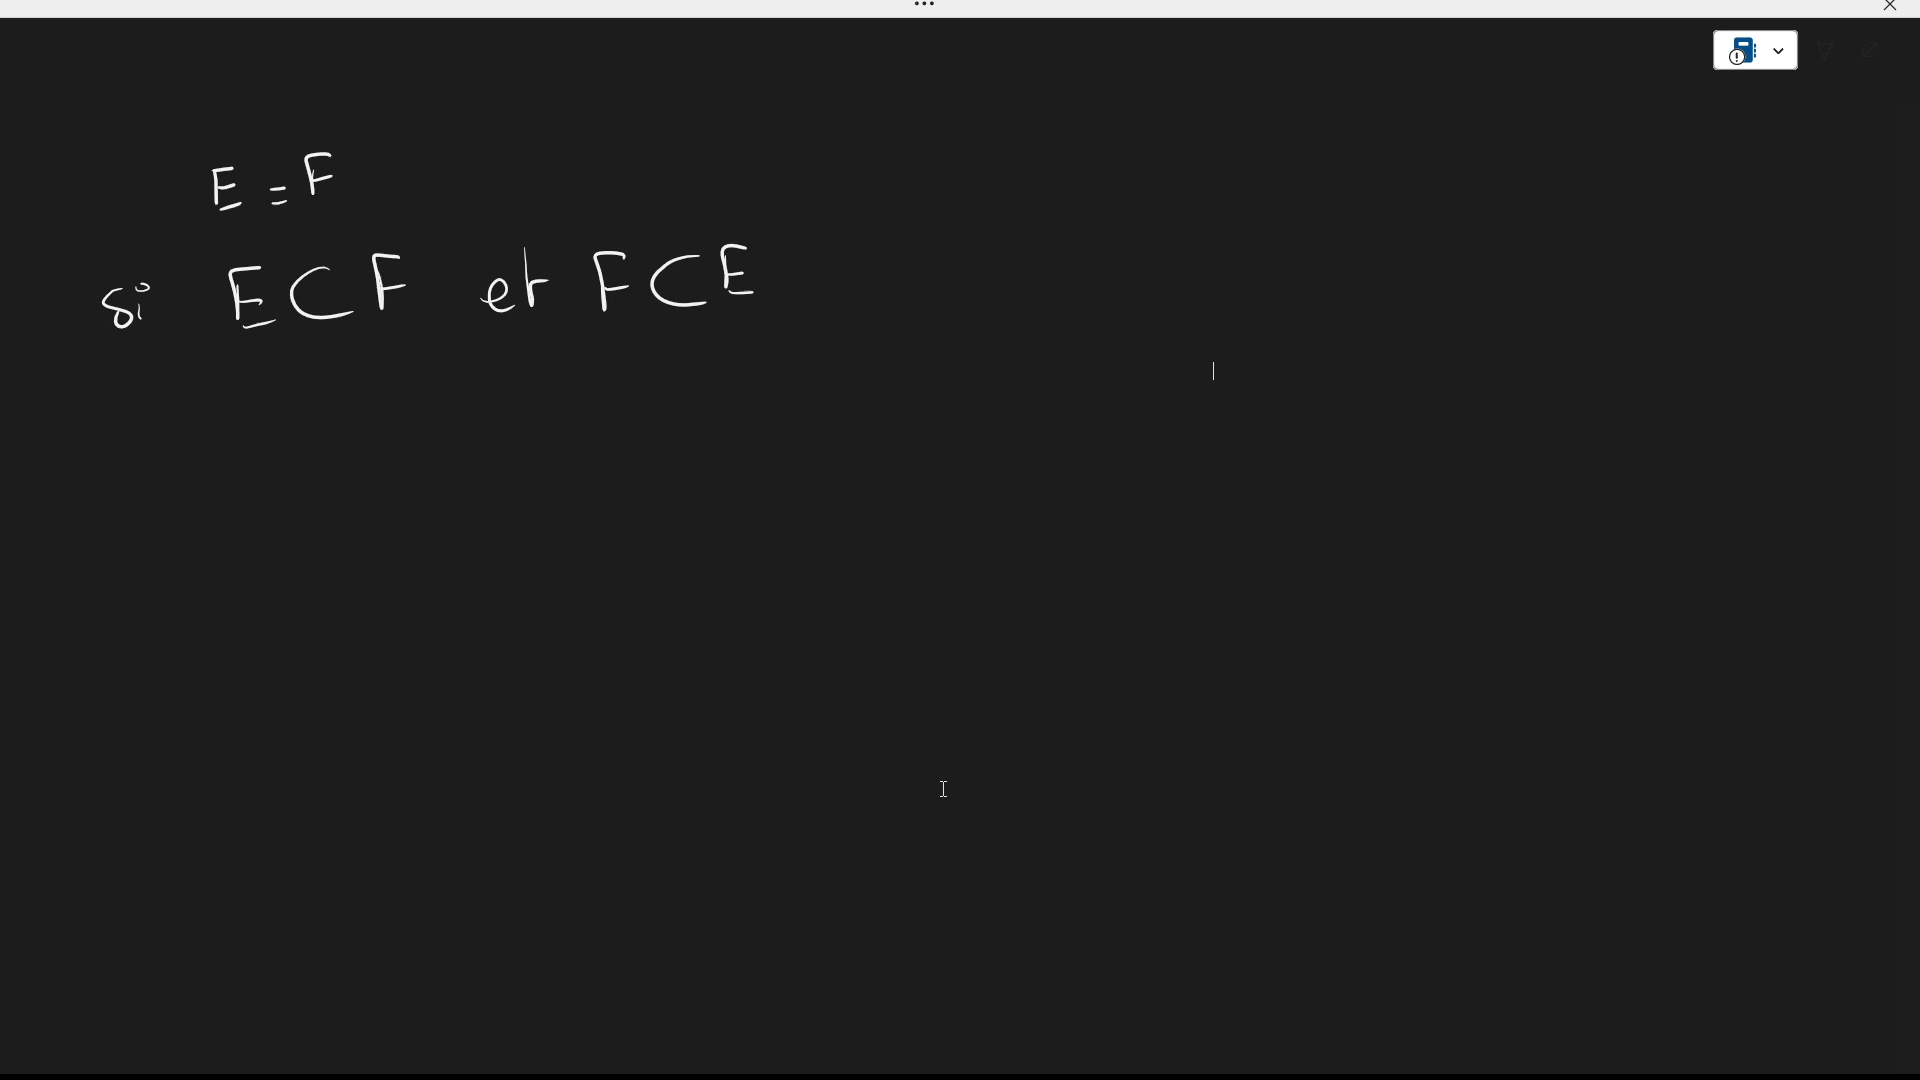 E = F
si E ⊂ F et F ⊂ E